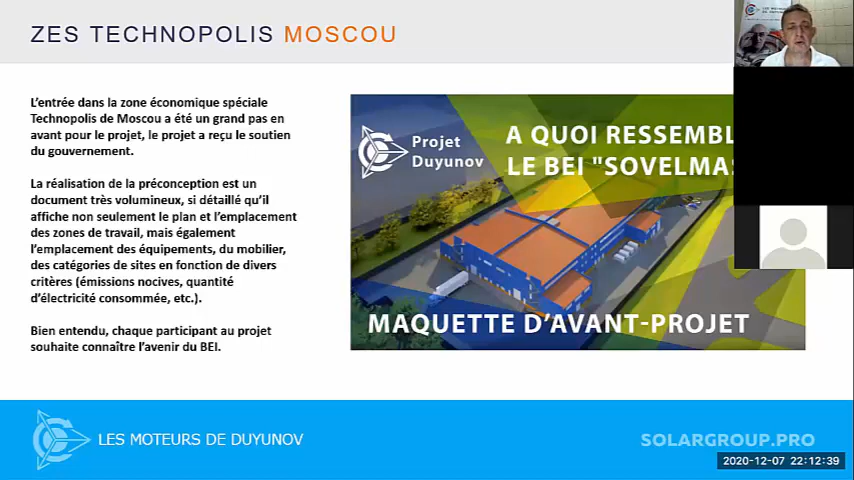 ZES TECHNOPOLIS MOSCOU
L'entrée dans la zone économique spéciale
Technopolis de Moscou a été un grand pas en
avant pour le projet, le projet a reçu le soutien
du gouvernement.
La réalisation de la préconception est un
document très volumineux, si détaillé qu'il
affiche non seulement le plan et l'emplacement
des zones de travail, mais également
l'emplacement des équipements, du mobilier,
des catégories de sites en fonction de divers
critères (émissions nocives, quantité
d'électricité consommée, etc.).
Bien entendu, chaque participant au projet
souhaite connaître l'avenir du BEI.
Projet
Duyunov
A QUOI RESSEMBL
LE BEI "SOVELMAS
MAQUETTE D'AVANT-PROJET
LES MOTEURS DE DUYUNOV
SOLARGROUP.PRO
2020-12-07 22:12:39